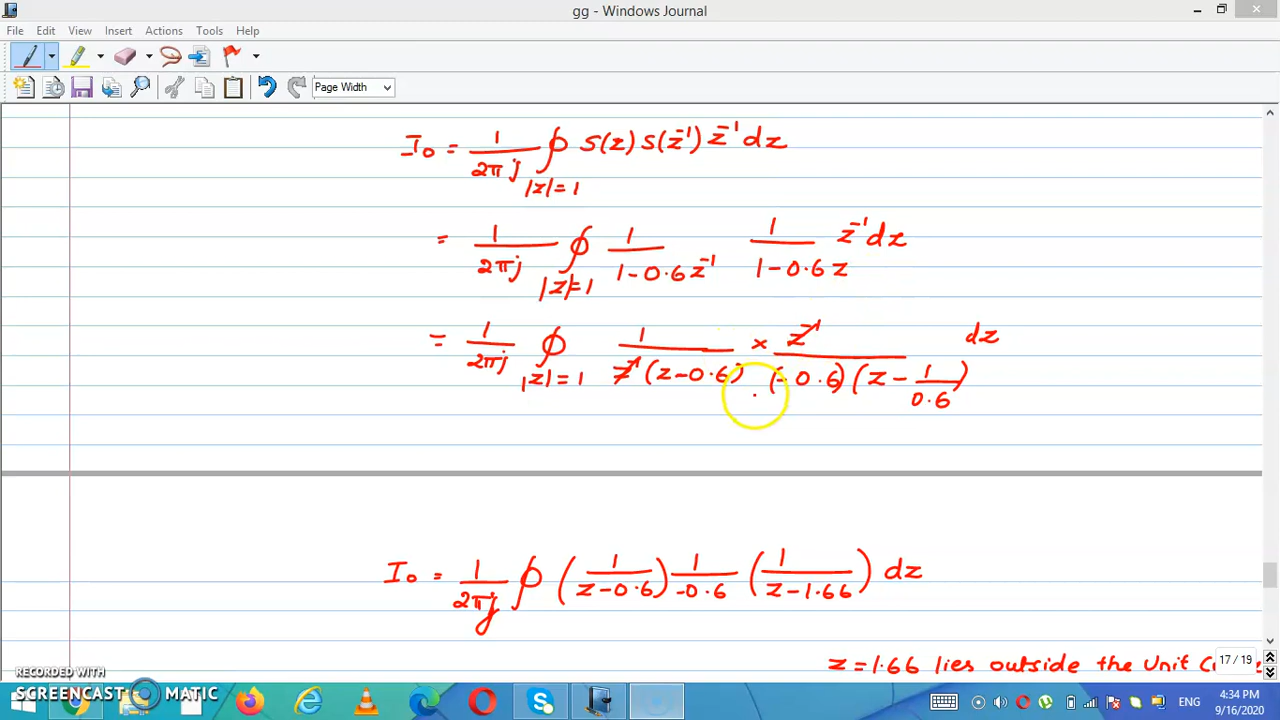 gg - Windows Journal
File Edit View Insert Actions Tools Help
Page Width
I₀ = 1/2πj ∮|z|=1 S(z) S(z⁻¹) z⁻¹ dz
= 1/2πj ∮|z|=1 1/1-0.6z⁻¹ 1/1-0.6z z⁻¹ dz
= 1/2πj ∮|z|=1 1/z⁻¹(z-0.6) × z⁻¹/(-0.6)(z - 1/0.6) dz
I₀ = 1/2πj ∮ (1/z-0.6) 1/-0.6 (1/z-1.66) dz
z = 1.66 lies outside the Unit
17 / 19
RECORDED WITH
SCREENCAST MATIC
ENG
4:34 PM
9/16/2020